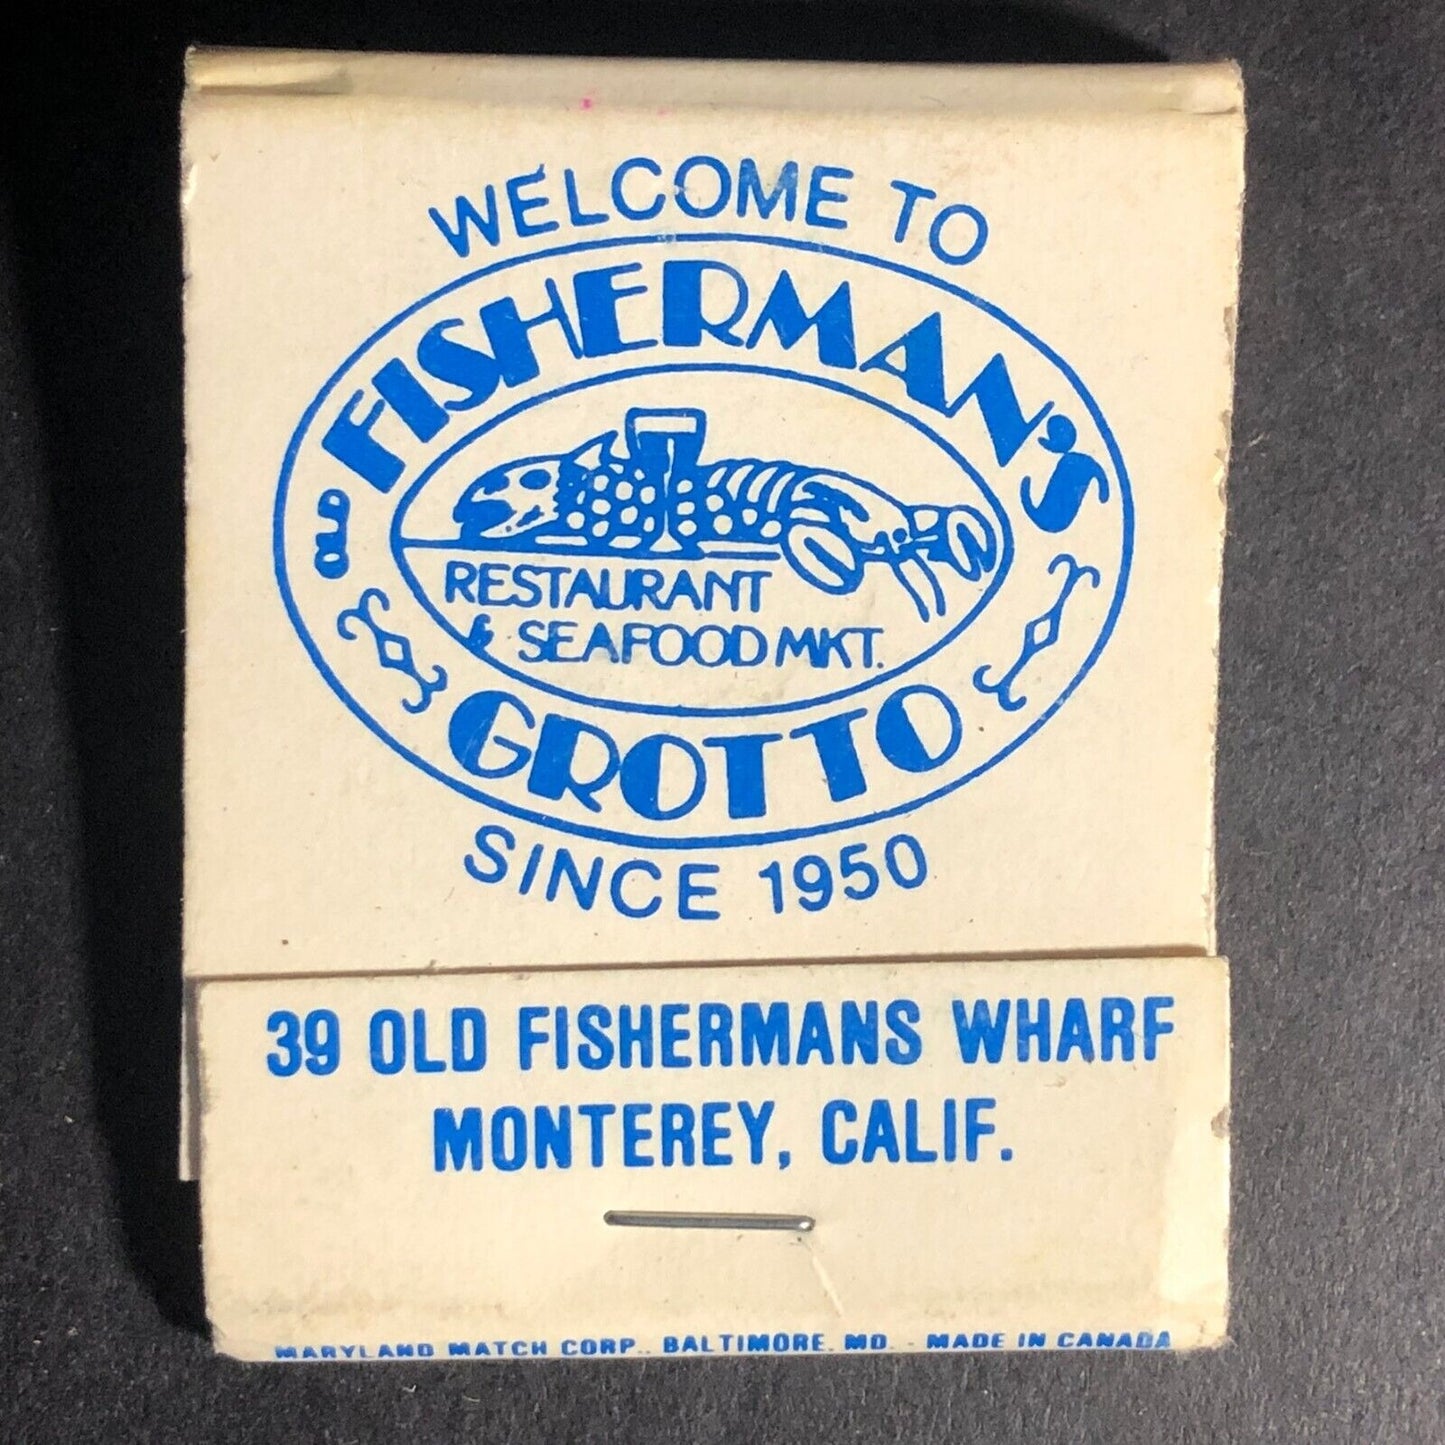 WELCOME TO
OLD FISHERMAN'S
RESTAURANT
& SEAFOOD MKT.
GROTTO
SINCE 1950
39 OLD FISHERMANS WHARF
MONTEREY, CALIF.
MARYLAND MATCH CORP., BALTIMORE, MD. - MADE IN CANADA